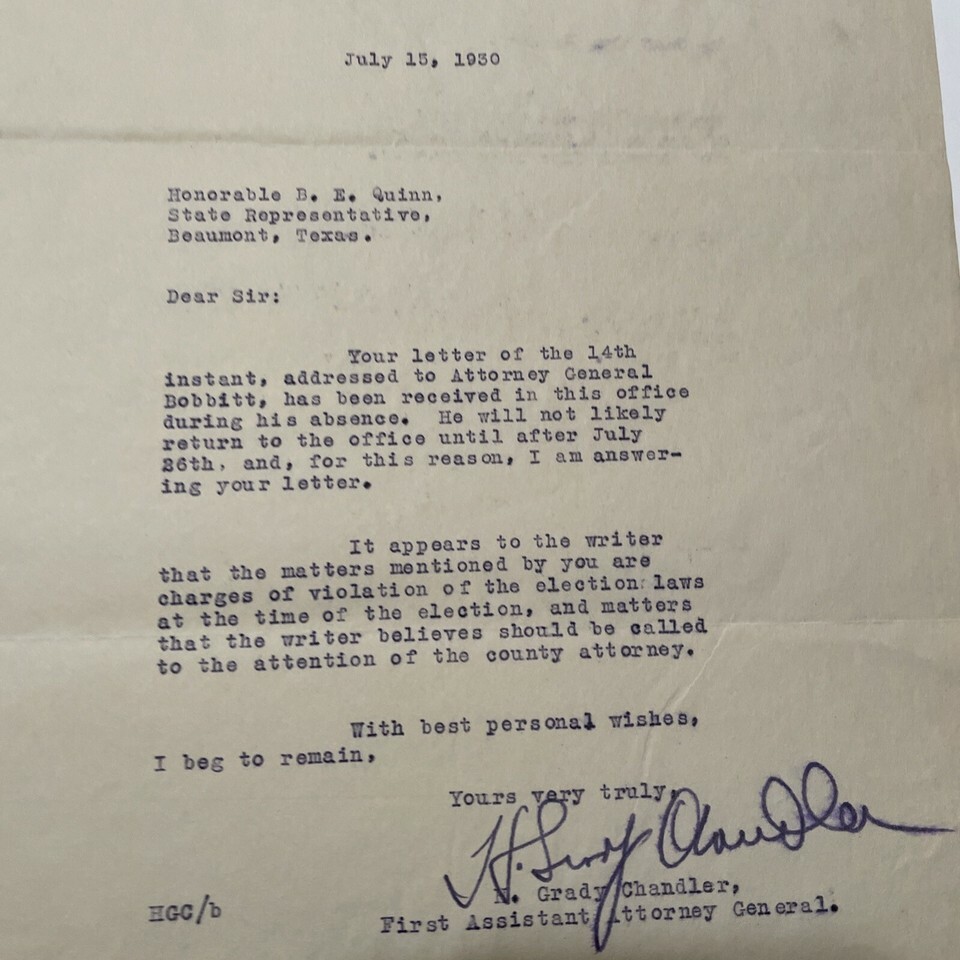 July 15, 1930
Honorable B. E. Quinn,
State Representative,
Beaumont, Texas.
Dear Sir:
Your letter of the 14th
instant, addressed to Attorney General
Bobbitt, has been received in this office
during his absence. He will not likely
return to the office until after July
26th, and, for this reason, I am answer-
ing your letter.
It appears to the writer
that the matters mentioned by you are
charges of violation of the election laws
at the time of the election, and matters
that the writer believes should be called
to the attention of the county attorney.
With best personal wishes,
I beg to remain,
Yours very truly,
H. Grady Chandler
H. Grady Chandler,
First Assistant Attorney General.
HGC/b